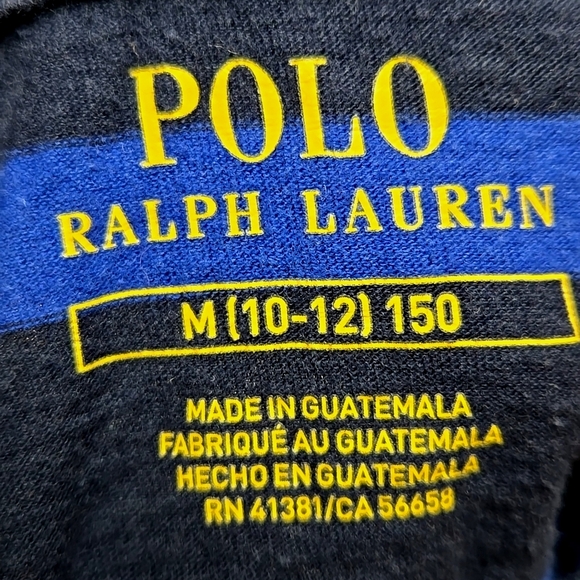 POLO
RALPH LAUREN
M (10-12) 150
MADE IN GUATEMALA
FABRIQUÉ AU GUATEMALA
HECHO EN GUATEMALA
RN 41381/CA 56658